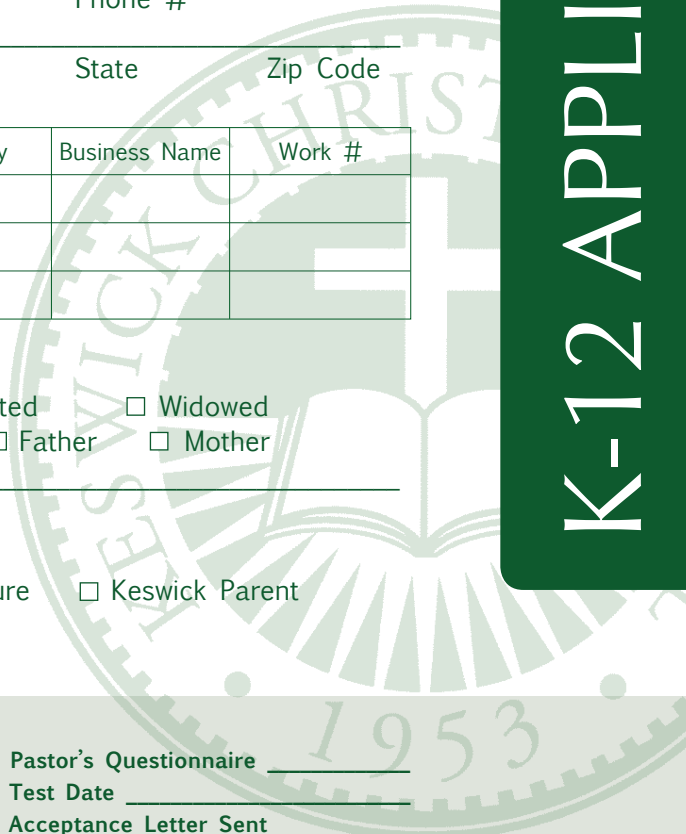 Phone #
State Zip Code
Business Name Work #
☐ Widowed
☐ Father ☐ Mother
☐ Keswick Parent
Pastor's Questionnaire
Test Date
Acceptance Letter Sent
K-12 APPLI
KESWICK CHRIST
1953